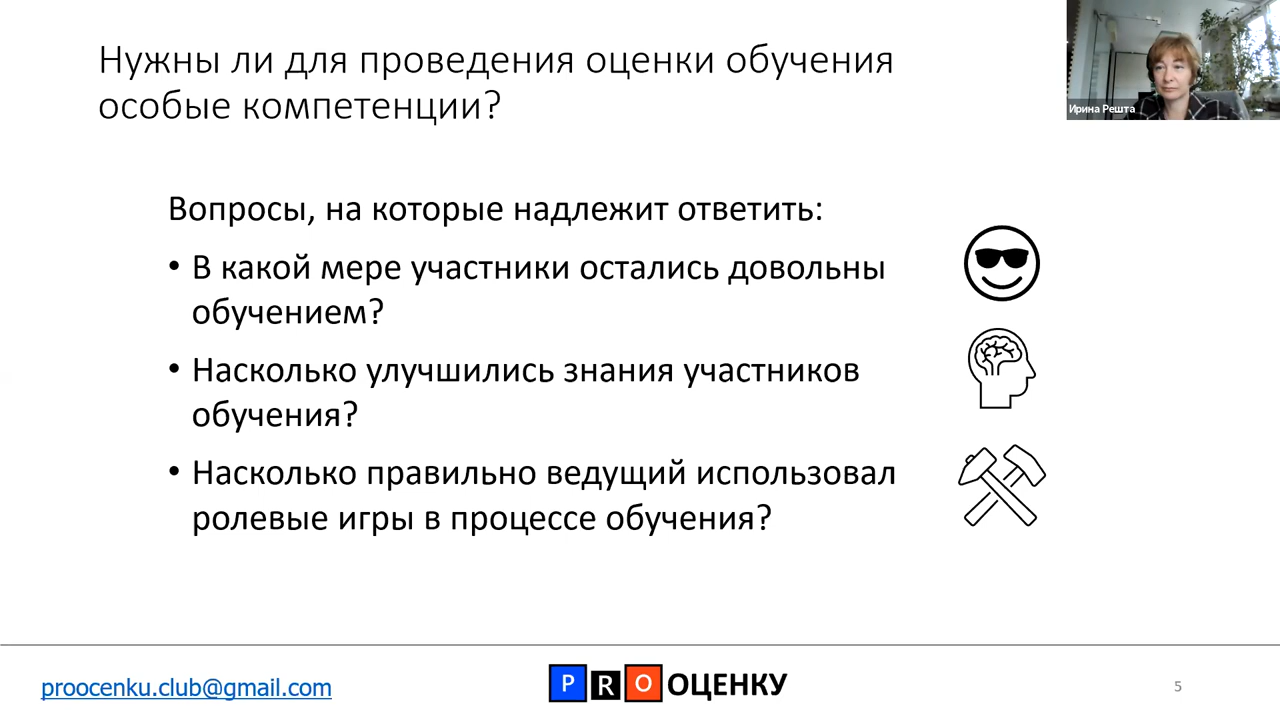 Нужны ли для проведения оценки обучения
особые компетенции?
Ирина Решта
Вопросы, на которые надлежит ответить:
• В какой мере участники остались довольны
обучением?
• Насколько улучшились знания участников
обучения?
• Насколько правильно ведущий использовал
ролевые игры в процессе обучения?
proocenku.club@gmail.com
PRO ОЦЕНКУ
5